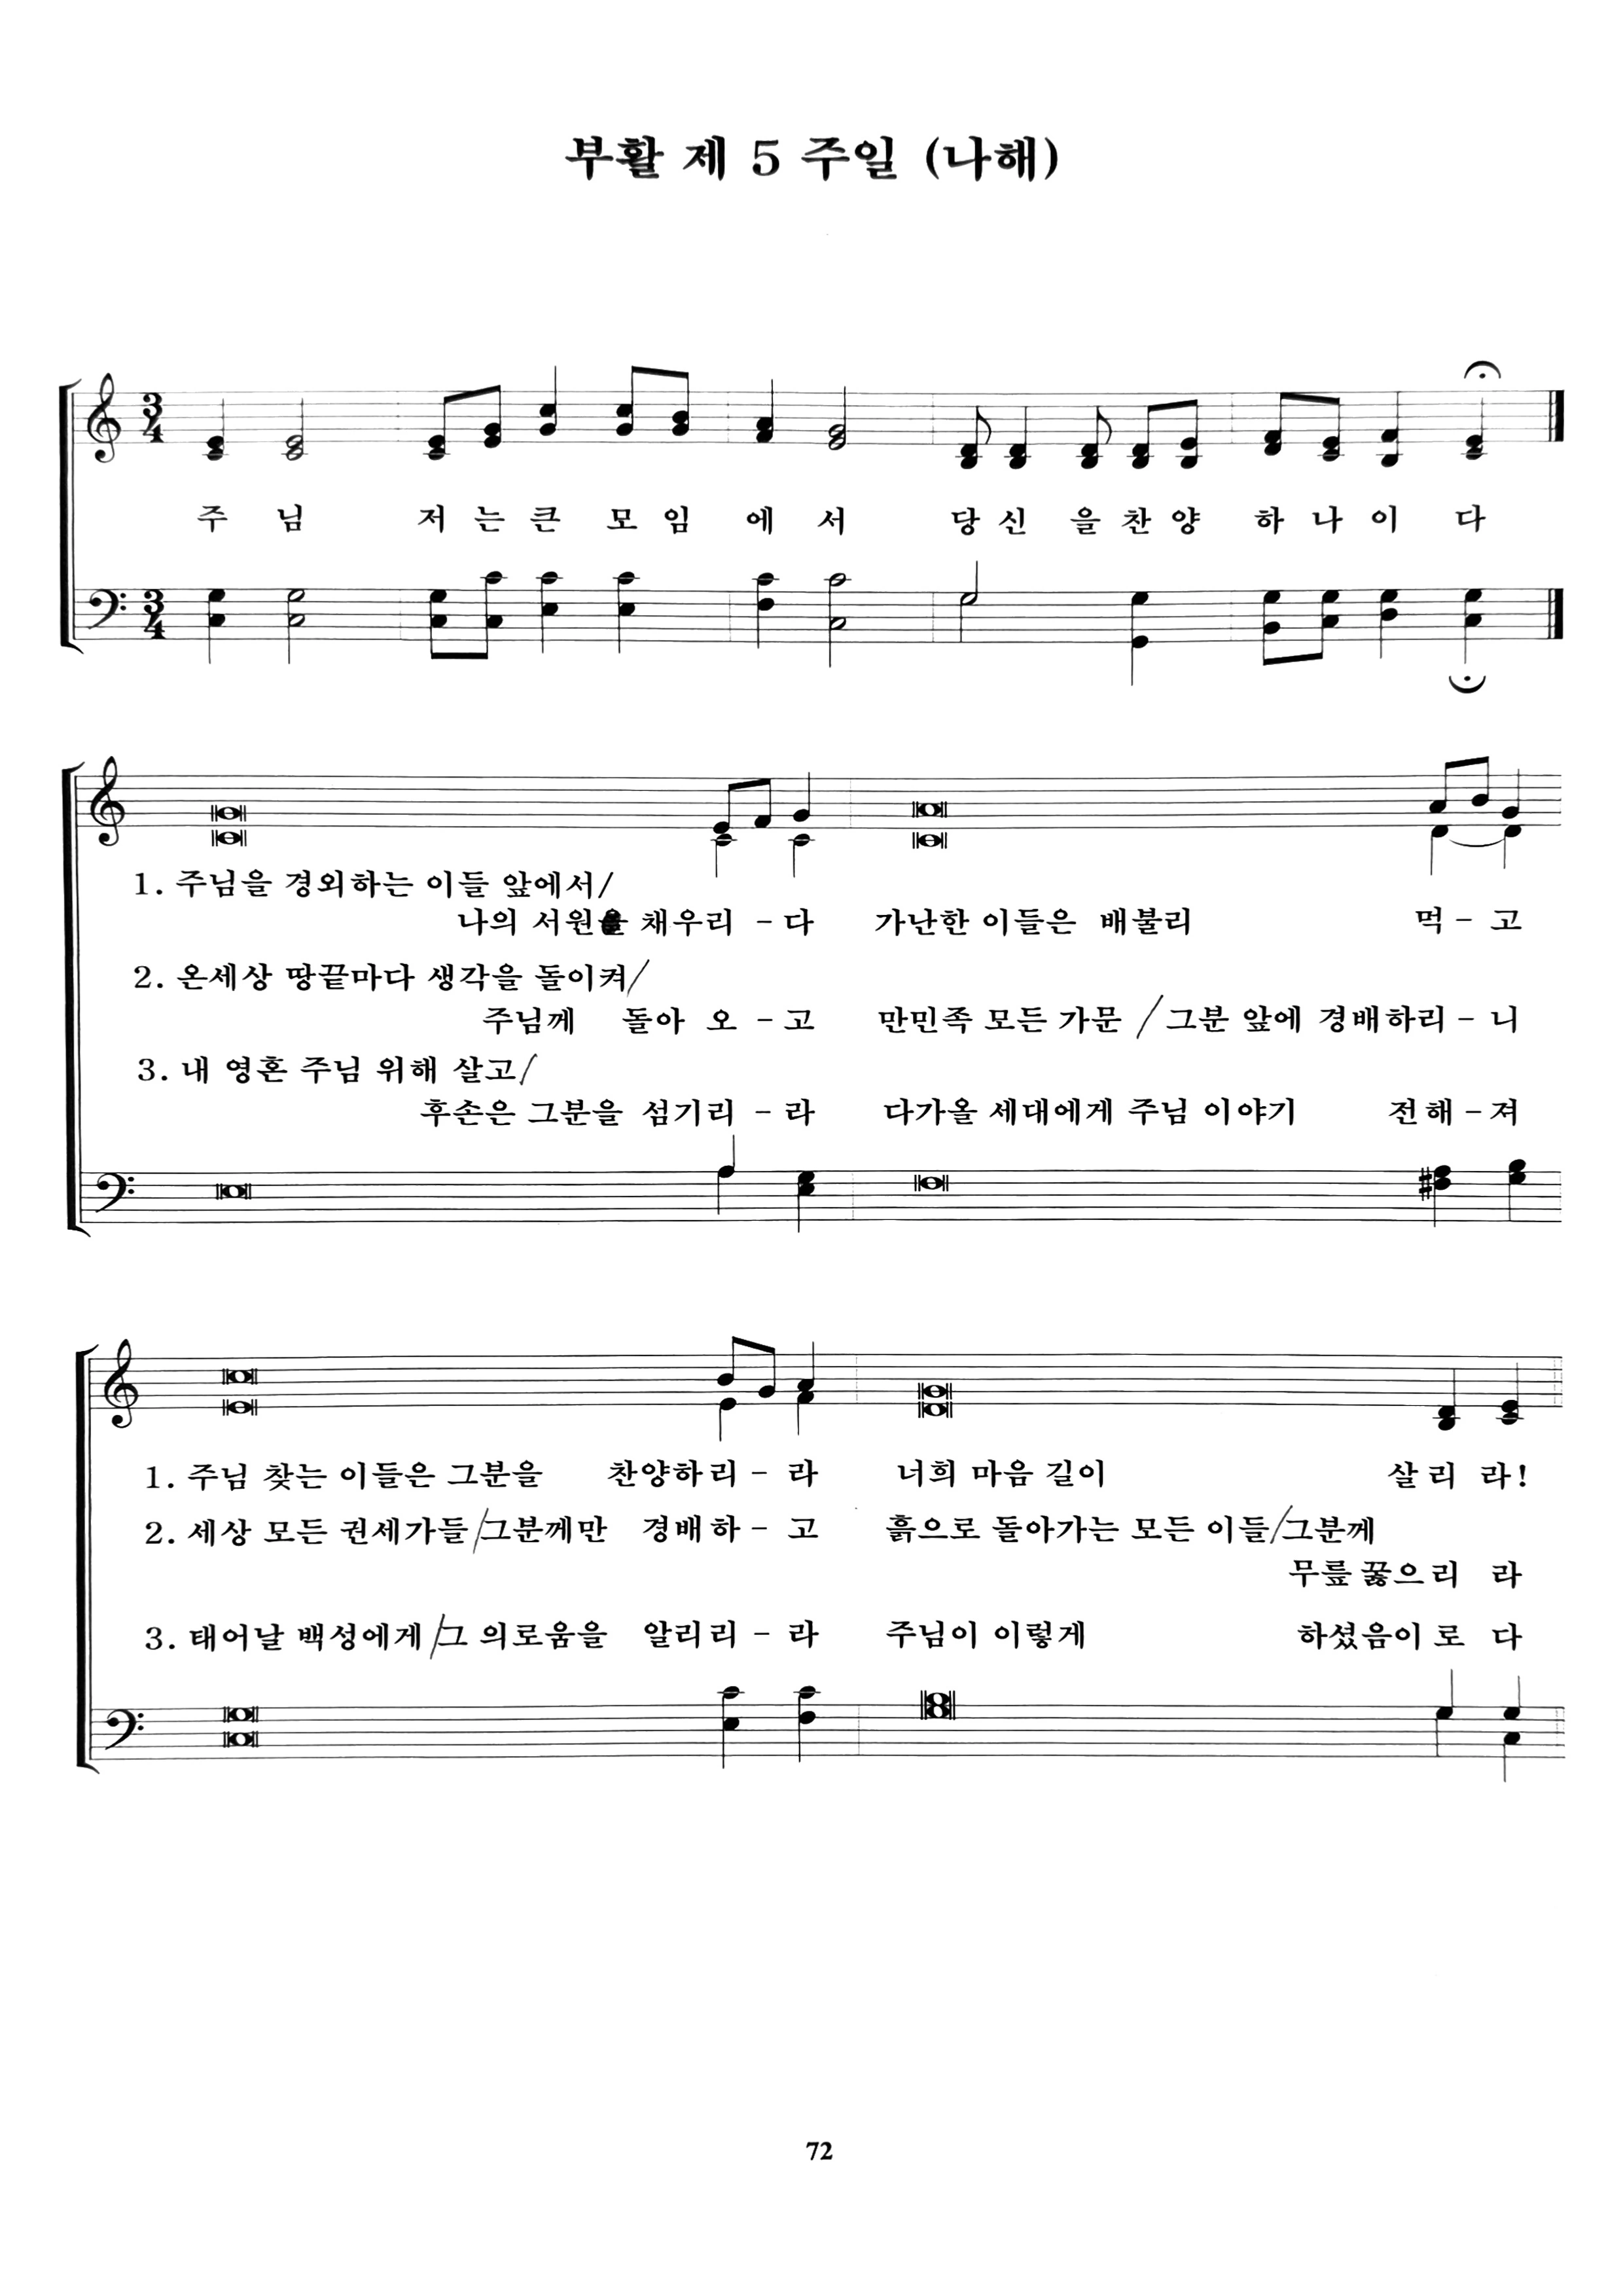 부활 제 5 주일 (나해)
3 4
주 님 저 는 큰 모 임 에 서 당 신 을 찬 양 하 나 이 다
3 4
1. 주님을 경외하는 이들 앞에서/
나의 서원을 채우리 - 다 가난한 이들은 배불리 먹 - 고
2. 온세상 땅끝마다 생각을 돌이켜/
주님께 돌아 오 - 고 만민족 모든 가문 / 그분 앞에 경배하리 - 니
3. 내 영혼 주님 위해 살고/
후손은 그분을 섬기리 - 라 다가올 세대에게 주님 이야기 전해 - 져
1. 주님 찾는 이들은 그분을 찬양하리 - 라 너희 마음 길이 살 리 라!
2. 세상 모든 권세가들/그분께만 경배하 - 고 흙으로 돌아가는 모든 이들/그분께
무릎 꿇으리 라
3. 태어날 백성에게/그 의로움을 알리리 - 라 주님이 이렇게 하셨음이로 다
72